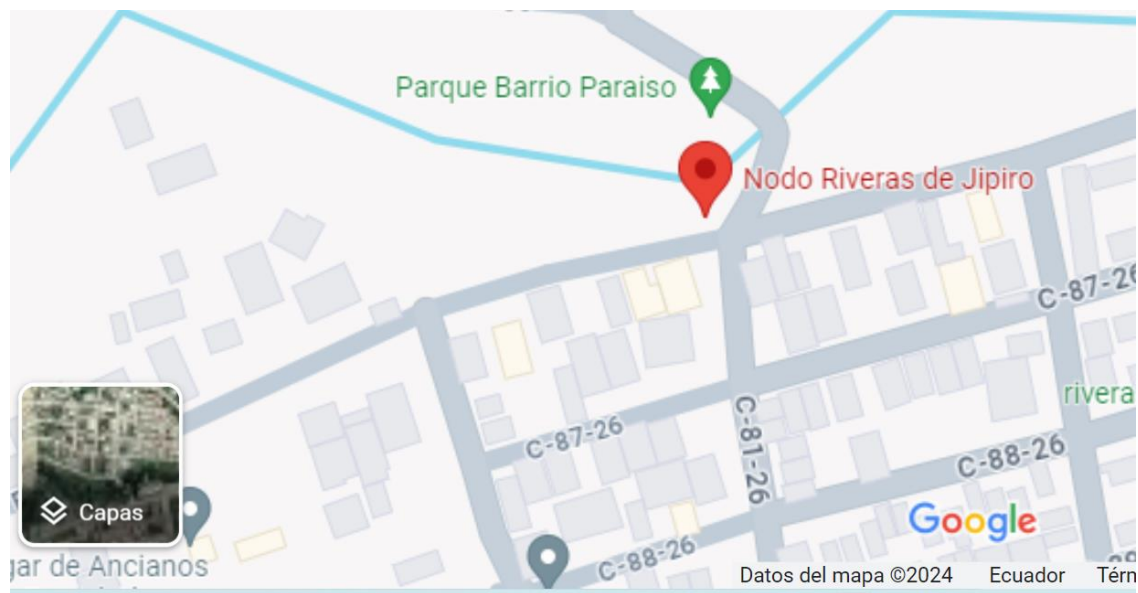 Parque Barrio Paraiso
Nodo Riveras de Jipiro
C-87-26
rivera
C-87-26
C-81-26
C-88-26
Capas
Google
C-88-26
gar de Ancianos
Datos del mapa ©2024 Ecuador Térm